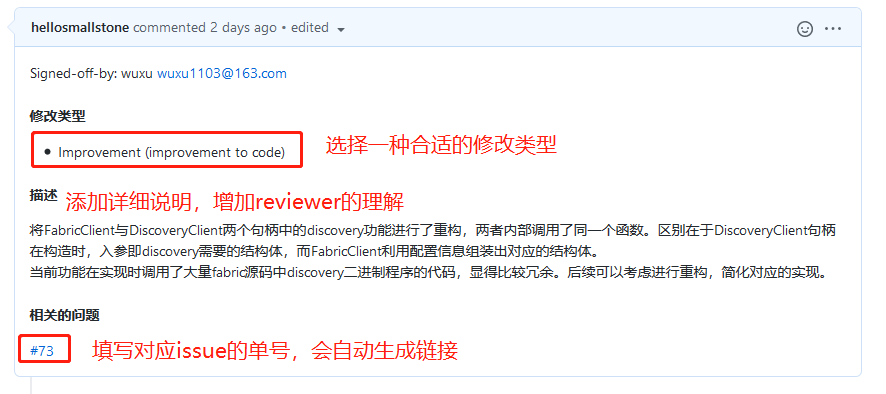 hellosmallstone commented 2 days ago • edited
Signed-off-by: wuxu wuxu1103@163.com
修改类型
• Improvement (improvement to code)
选择一种合适的修改类型
描述
添加详细说明，增加reviewer的理解
将FabricClient与DiscoveryClient两个句柄中的discovery功能进行了重构，两者内部调用了同一个函数。区别在于DiscoveryClient句柄
在构造时，入参即discovery需要的结构体，而FabricClient利用配置信息组装出对应的结构体。
当前功能在实现时调用了大量fabric源码中discovery二进制程序的代码，显得比较冗余。后续可以考虑进行重构，简化对应的实现。
相关的问题
#73
填写对应issue的单号，会自动生成链接